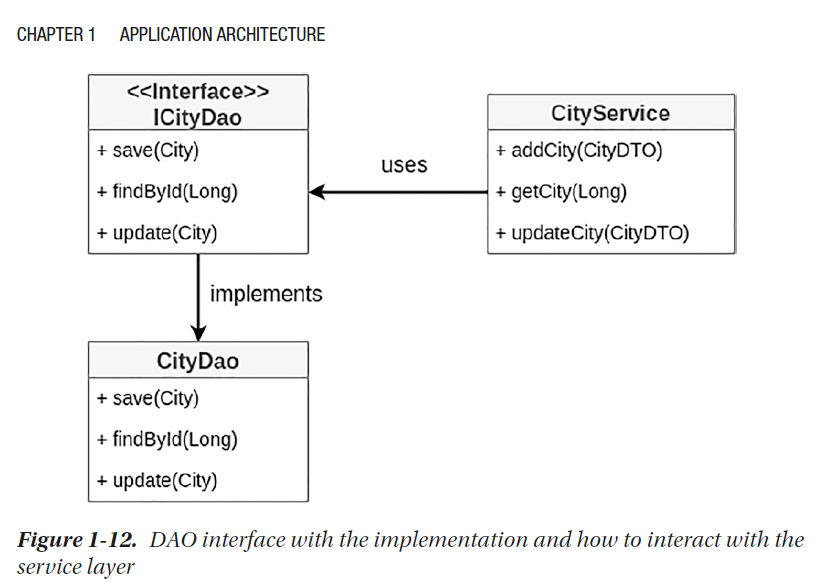 CHAPTER 1 APPLICATION ARCHITECTURE
<<Interface>>
ICityDao
+ save(City)
+ findById(Long)
+ update(City)
uses
CityService
+ addCity(CityDTO)
+ getCity(Long)
+ updateCity(CityDTO)
implements
CityDao
+ save(City)
+ findById(Long)
+ update(City)
Figure 1-12. DAO interface with the implementation and how to interact with the
service layer